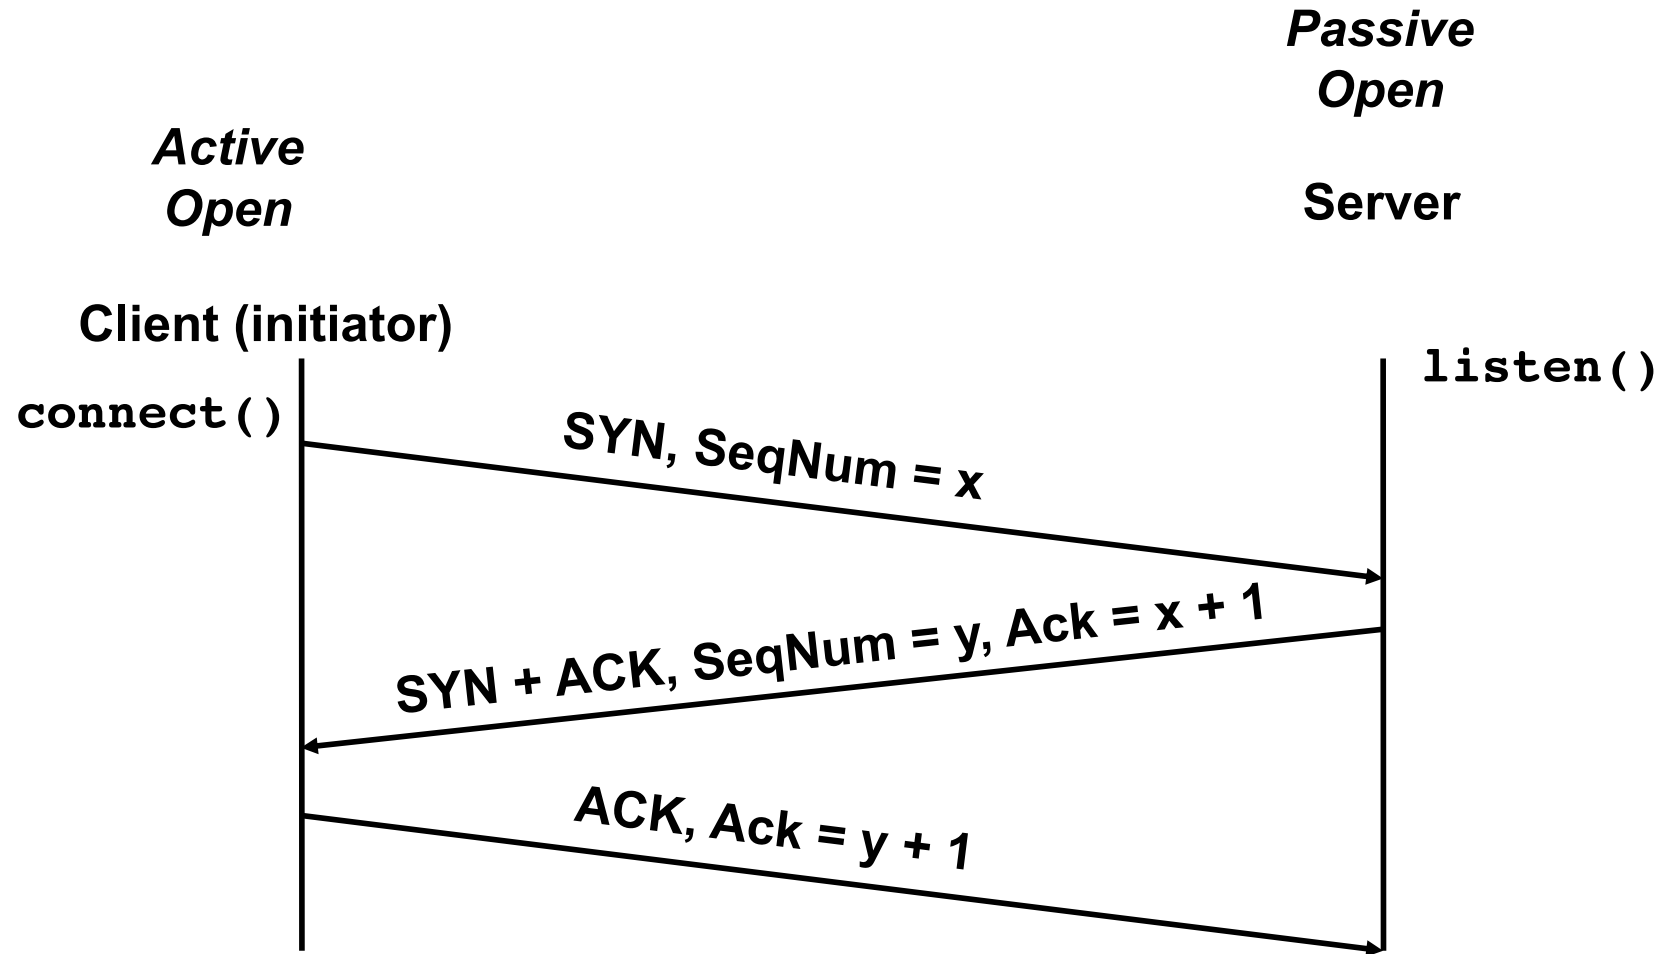 Passive
Open
Active
Open
Server
Client (initiator)
listen()
connect()
SYN, SeqNum = x
SYN + ACK, SeqNum = y, Ack = x + 1
ACK, Ack = y + 1